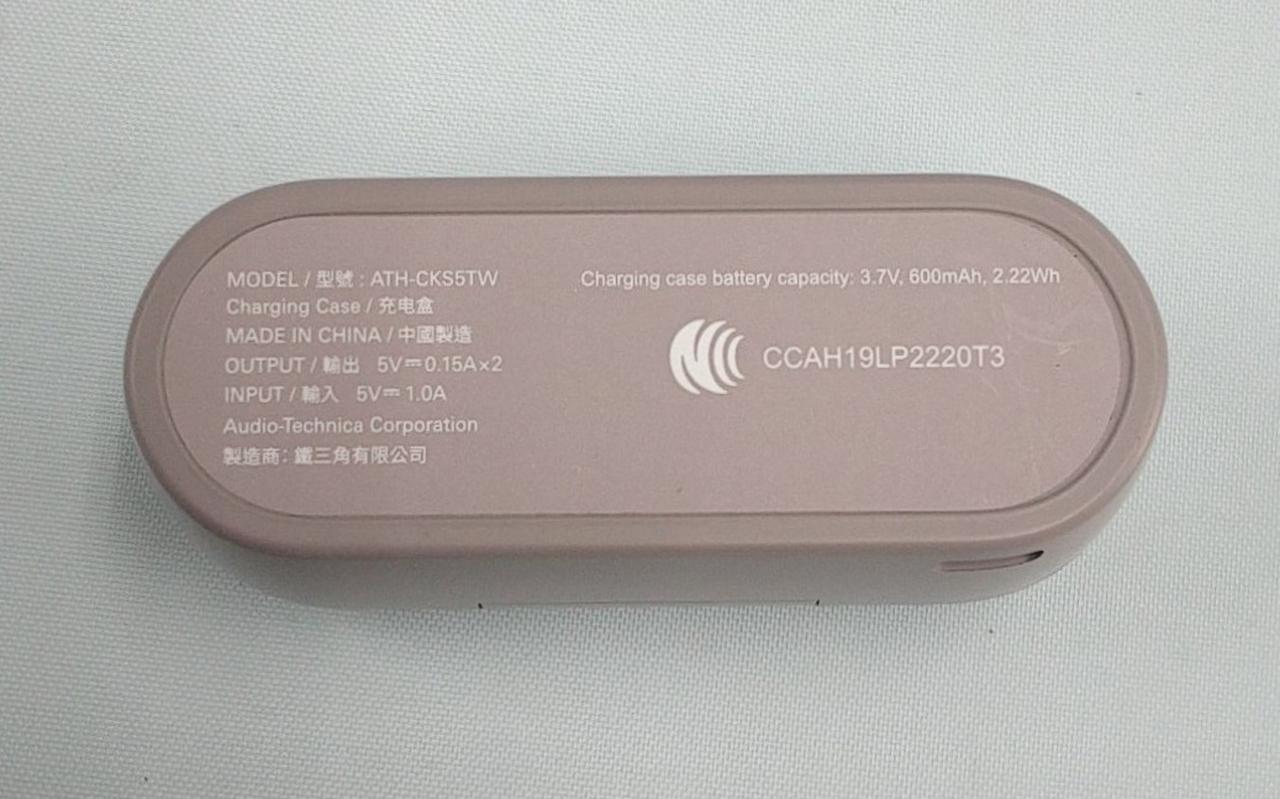 MODEL / 型號 : ATH-CKS5TW
Charging Case / 充电盒
MADE IN CHINA / 中國製造
OUTPUT / 輸出 5V⎓0.15A×2
INPUT / 輸入 5V⎓1.0A
Audio-Technica Corporation
製造商: 鐵三角有限公司
Charging case battery capacity: 3.7V, 600mAh, 2.22Wh
CCAH19LP2220T3